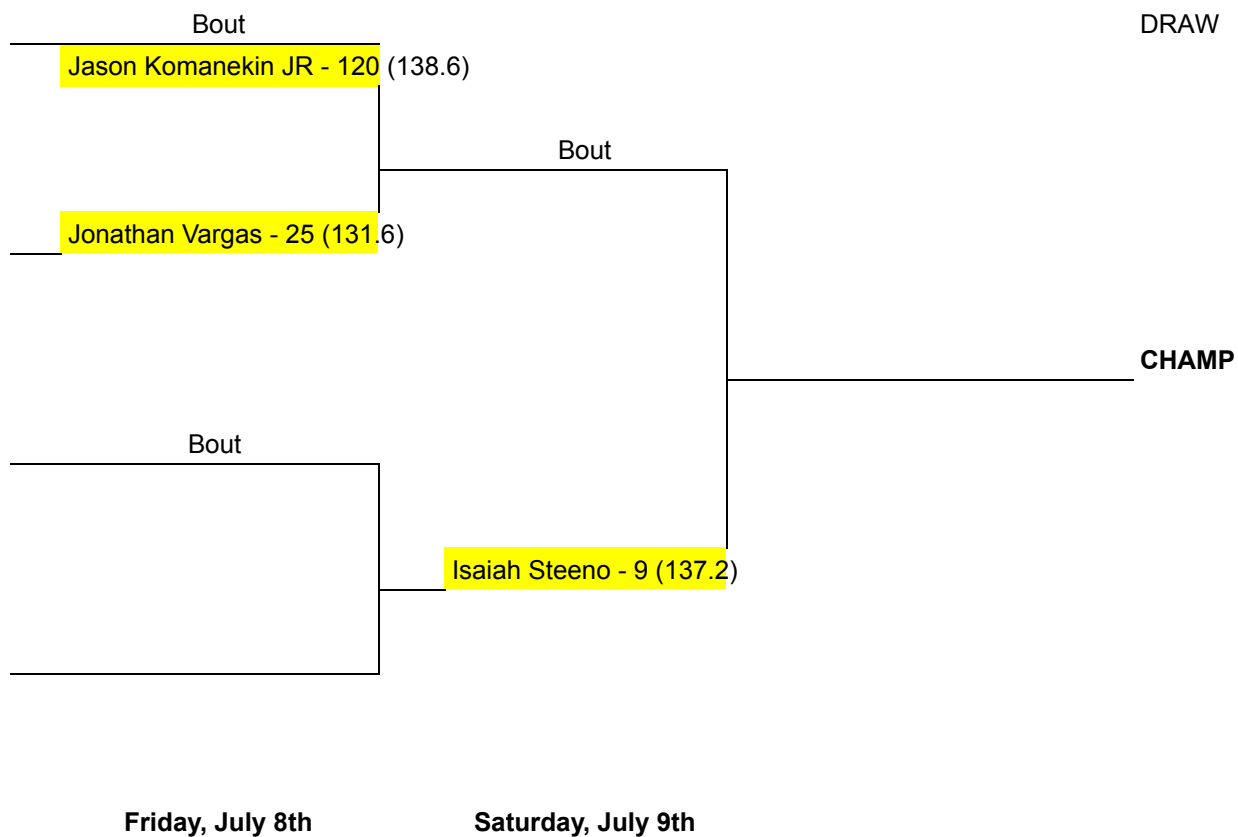 Bout
DRAW
Jason Komanekin JR - 120 (138.6)
Bout
Jonathan Vargas - 25 (131.6)
CHAMP
Bout
Isaiah Steeno - 9 (137.2)
Friday, July 8th
Saturday, July 9th